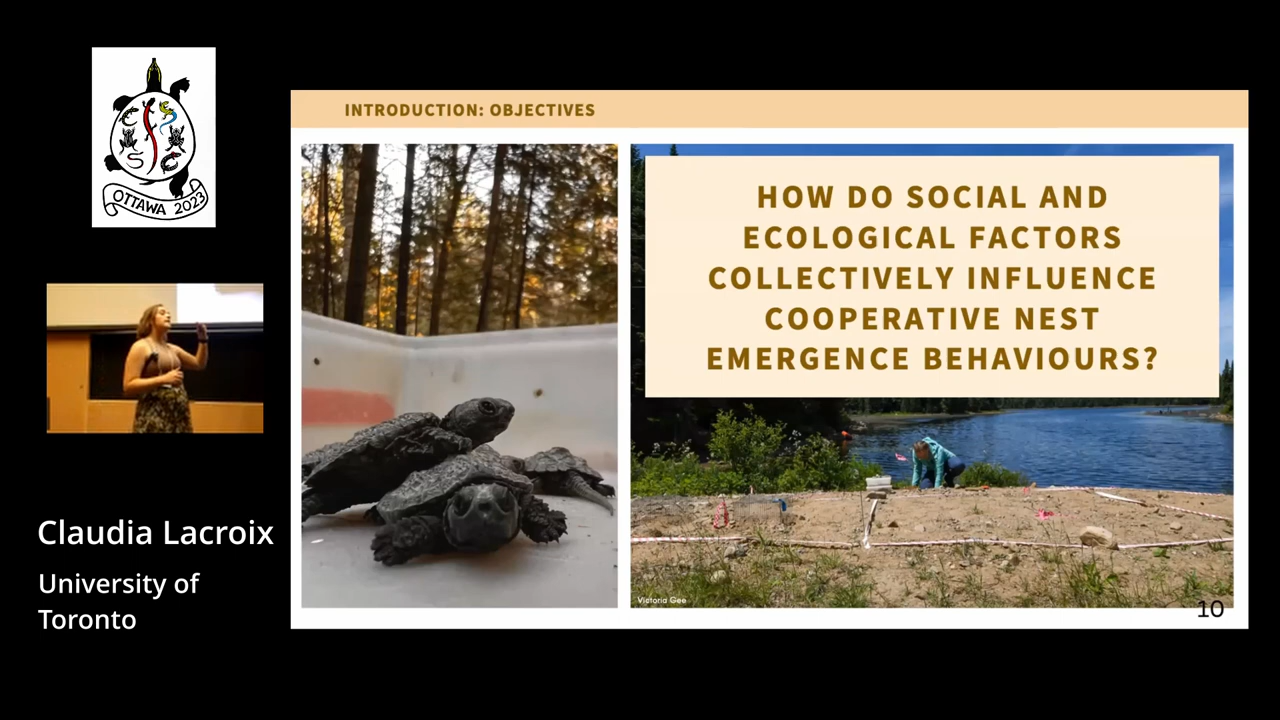 C
S
C
OTTAWA 2023
Claudia Lacroix
University of
Toronto
INTRODUCTION: OBJECTIVES
HOW DO SOCIAL AND
ECOLOGICAL FACTORS
COLLECTIVELY INFLUENCE
COOPERATIVE NEST
EMERGENCE BEHAVIOURS?
Victoria Gee
10